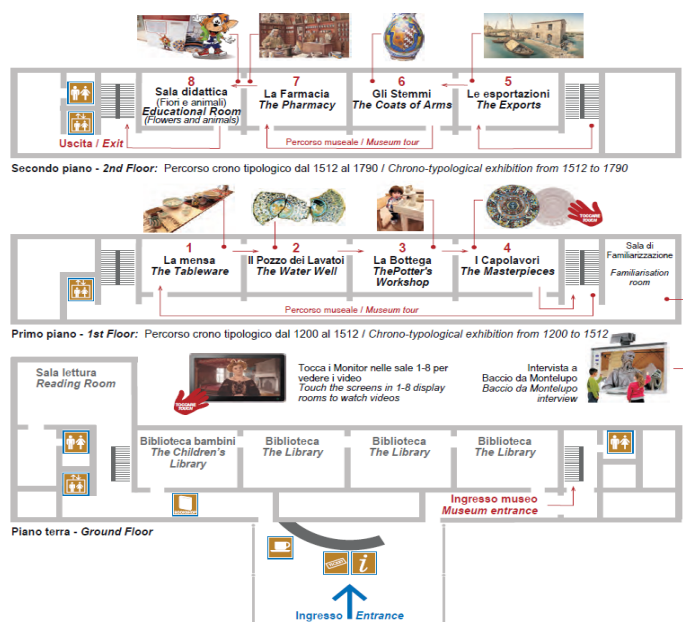 8
Sala didattica
(Fiori e animali)
Educational Room
(Flowers and animals)
7
La Farmacia
The Pharmacy
6
Gli Stemmi
The Coats of Arms
5
Le esportazioni
The Exports
Uscita / Exit
Percorso museale / Museum tour
Secondo piano - 2nd Floor: Percorso crono tipologico dal 1512 al 1790 / Chrono-typological exhibition from 1512 to 1790
TOCCARE
TOUCH
1
La mensa
The Tableware
2
Il Pozzo dei Lavatoi
The Water Well
3
La Bottega
ThePotter's
Workshop
4
I Capolavori
The Masterpieces
Sala di
Familiarizzazione
Familiarisation
room
Percorso museale / Museum tour
Primo piano - 1st Floor: Percorso crono tipologico dal 1200 al 1512 / Chrono-typological exhibition from 1200 to 1512
Sala lettura
Reading Room
TOCCARE
TOUCH
Tocca i Monitor nelle sale 1-8 per
vedere i video
Touch the screens in 1-8 display
rooms to watch videos
Intervista a
Baccio da Montelupo
Baccio da Montelupo
interview
Biblioteca bambini
The Children's
Library
Biblioteca
The Library
Biblioteca
The Library
Biblioteca
The Library
Ingresso museo
Museum entrance
Piano terra - Ground Floor
TICKET
i
Ingresso
Entrance